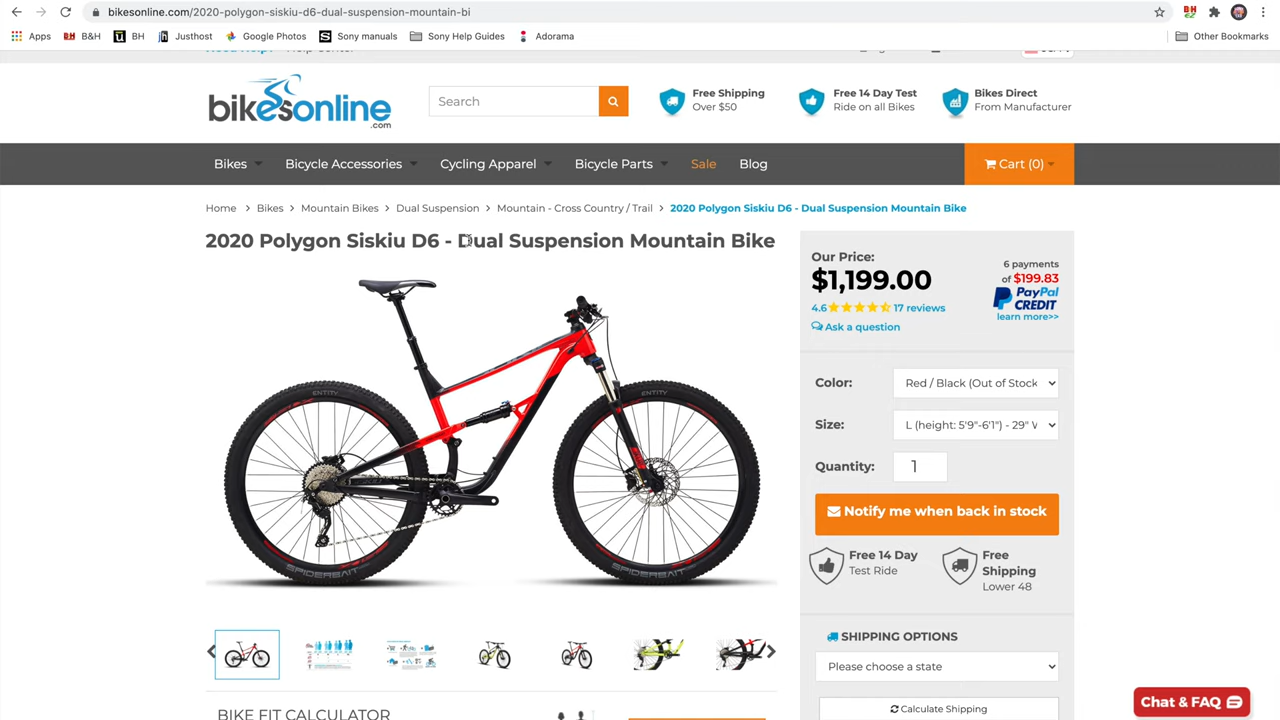 bikesonline.com/2020-polygon-siskiu-d6-dual-suspension-mountain-bi
Apps B&H BH Justhost Google Photos Sony manuals Sony Help Guides Adorama Other Bookmarks
bikesonline
.com
Search
Free Shipping
Over $50
Free 14 Day Test
Ride on all Bikes
Bikes Direct
From Manufacturer
Bikes Bicycle Accessories Cycling Apparel Bicycle Parts Sale Blog Cart (0)
Home > Bikes > Mountain Bikes > Dual Suspension > Mountain - Cross Country / Trail > 2020 Polygon Siskiu D6 - Dual Suspension Mountain Bike
2020 Polygon Siskiu D6 - Dual Suspension Mountain Bike
ENTITY
ENTITY
SPIDERBAIT
SPIDERBAIT
Our Price:
$1,199.00
4.6 17 reviews
Ask a question
6 payments
of $199.83
PayPal
CREDIT
learn more>>
Color: Red / Black (Out of Stock
Size: L (height: 5'9"-6'1") - 29"
Quantity: 1
Notify me when back in stock
Free 14 Day
Test Ride
Free
Shipping
Lower 48
SHIPPING OPTIONS
Please choose a state
Calculate Shipping
BIKE FIT CALCULATOR
Chat & FAQ